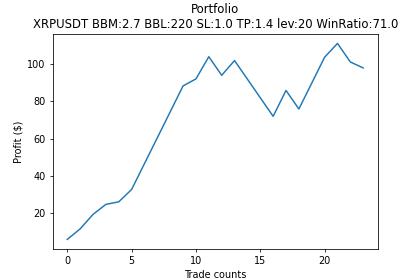 Portfolio
XRPUSDT BBM:2.7 BBL:220 SL:1.0 TP:1.4 lev:20 WinRatio:71.0
100
80
60
40
20
Profit ($)
0 5 10 15 20
Trade counts